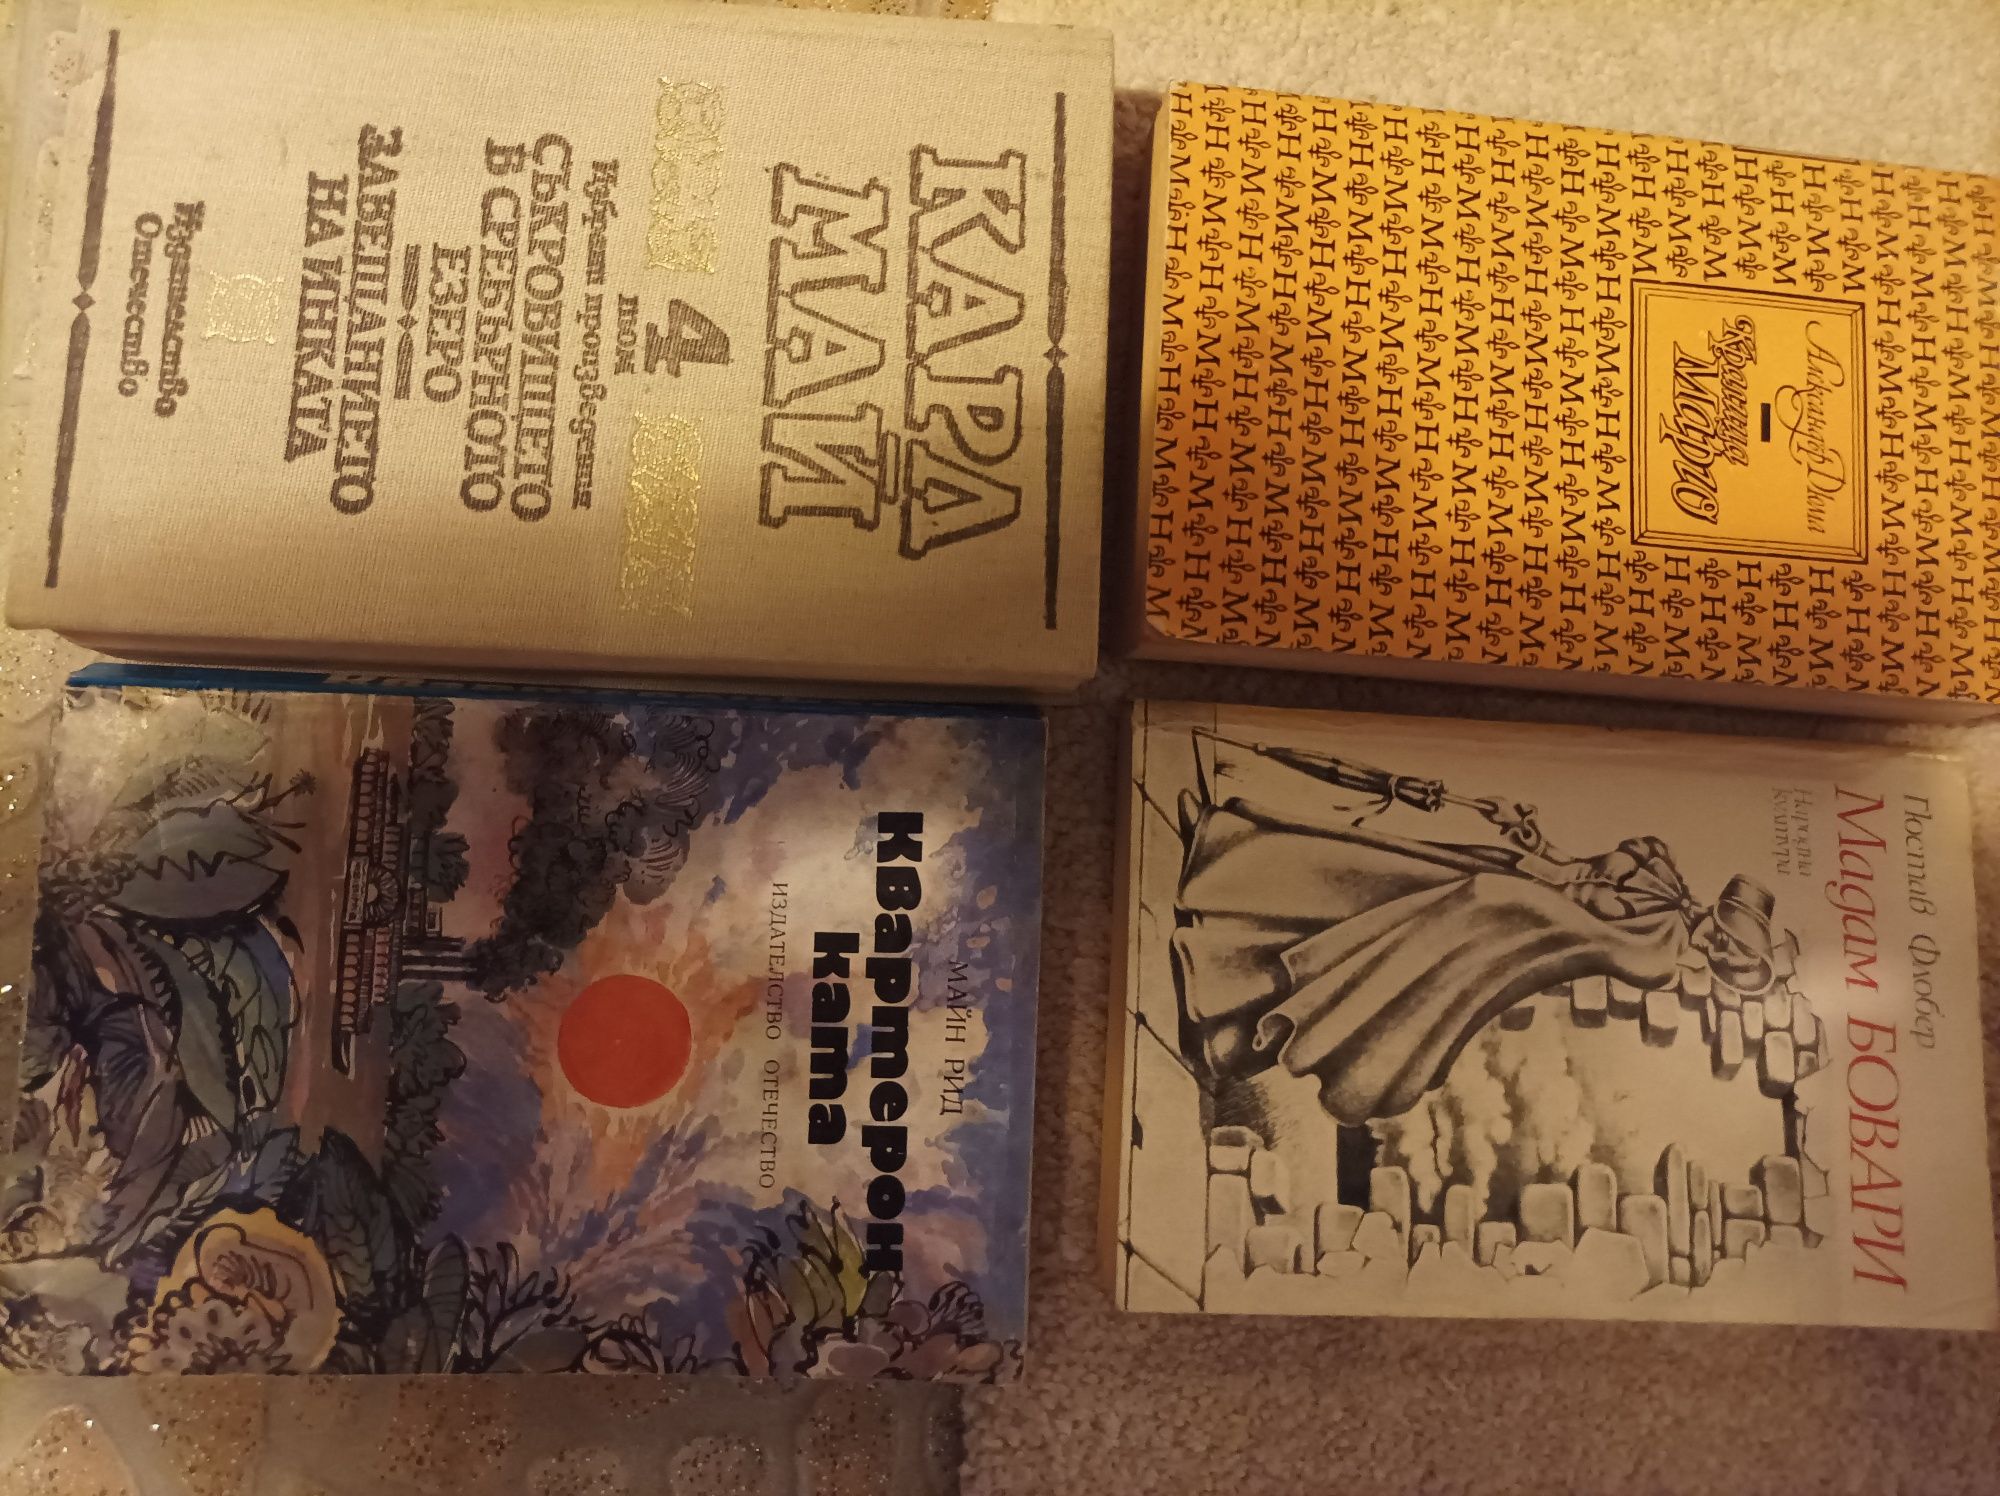 КАРЛ
МАЙ
том
4
Избрани произведения
СЪКРОВИЩЕТО
В СРЕБЪРНОТО
ЕЗЕРО
ЗАВЕЩАНИЕТО
НА ИНКАТА
Издателство
Отечество
Александър Дюма
Кралица
Марго
МАЙН РИД
квартерон
ката
ИЗДАТЕЛСТВО ОТЕЧЕСТВО
Гюстав Флобер
Мадам БОВАРИ
Народна
култура